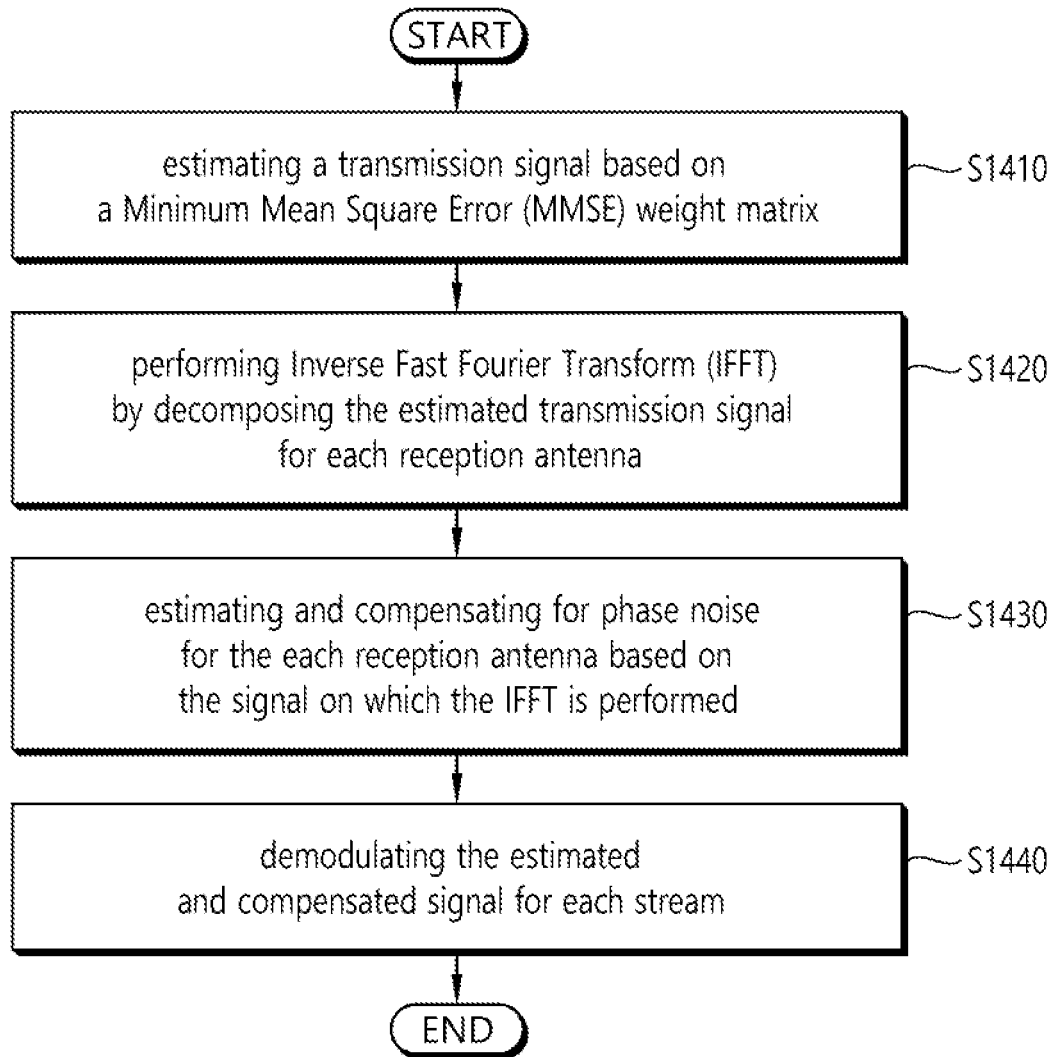 START
estimating a transmission signal based on
a Minimum Mean Square Error (MMSE) weight matrix
S1410
performing Inverse Fast Fourier Transform (IFFT)
by decomposing the estimated transmission signal
for each reception antenna
S1420
estimating and compensating for phase noise
for the each reception antenna based on
the signal on which the IFFT is performed
S1430
demodulating the estimated
and compensated signal for each stream
S1440
END